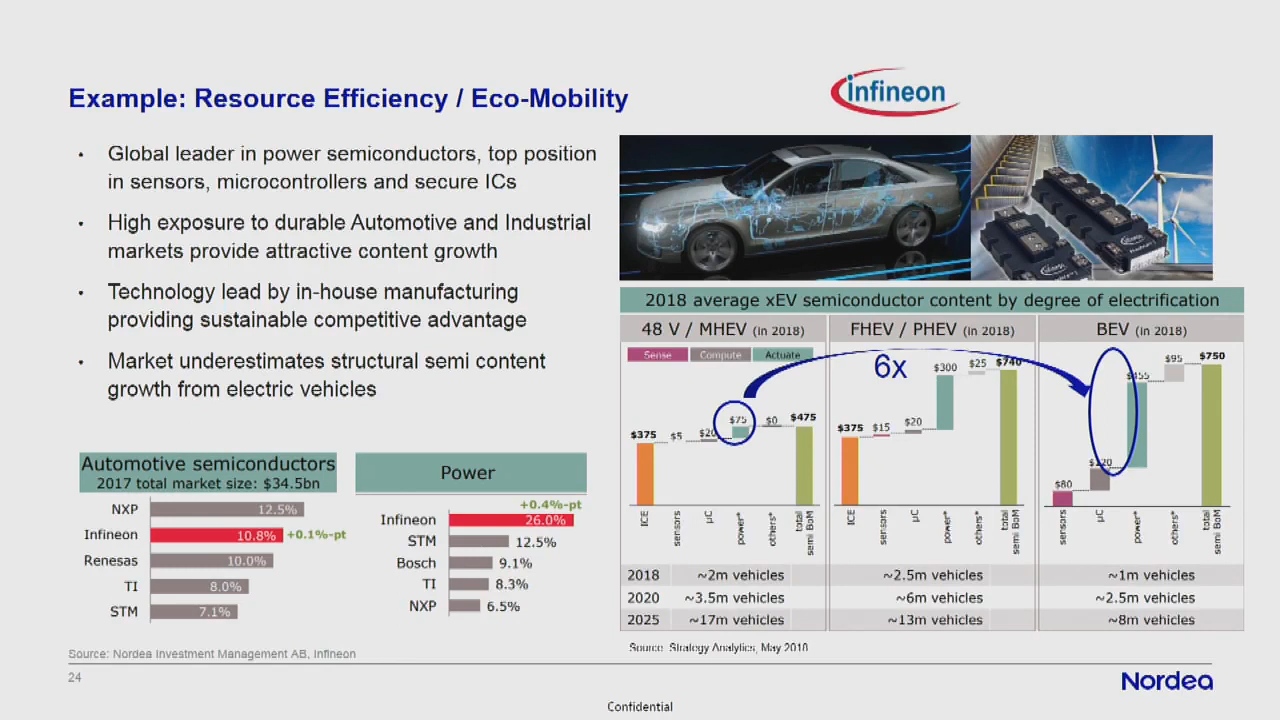 Example: Resource Efficiency / Eco-Mobility
infineon
• Global leader in power semiconductors, top position
in sensors, microcontrollers and secure ICs
• High exposure to durable Automotive and Industrial
markets provide attractive content growth
• Technology lead by in-house manufacturing
providing sustainable competitive advantage
• Market underestimates structural semi content
growth from electric vehicles
Automotive semiconductors
2017 total market size: $34.5bn
NXP 12.5%
Infineon 10.8% +0.1%-pt
Renesas 10.0%
TI 8.0%
STM 7.1%
Power
+0.4%-pt
Infineon 26.0%
STM 12.5%
Bosch 9.1%
TI 8.3%
NXP 6.5%
infineon
infineon
2018 average xEV semiconductor content by degree of electrification
48 V / MHEV (in 2018)
Sense Compute Actuate
$375 $5 $20 $75 $0 $475
ICE sensors µC power* others* total semi BoM
FHEV / PHEV (in 2018)
6x
$375 $15 $20 $300 $25 $740
ICE sensors µC power* others* total semi BoM
BEV (in 2018)
$80 $120 $455 $95 $750
sensors µC power* others* total semi BoM
2018 ~2m vehicles ~2.5m vehicles ~1m vehicles
2020 ~3.5m vehicles ~6m vehicles ~2.5m vehicles
2025 ~17m vehicles ~13m vehicles ~8m vehicles
Source: Strategy Analytics, May 2018
Source: Nordea Investment Management AB, Infineon
24
Nordea
Confidential